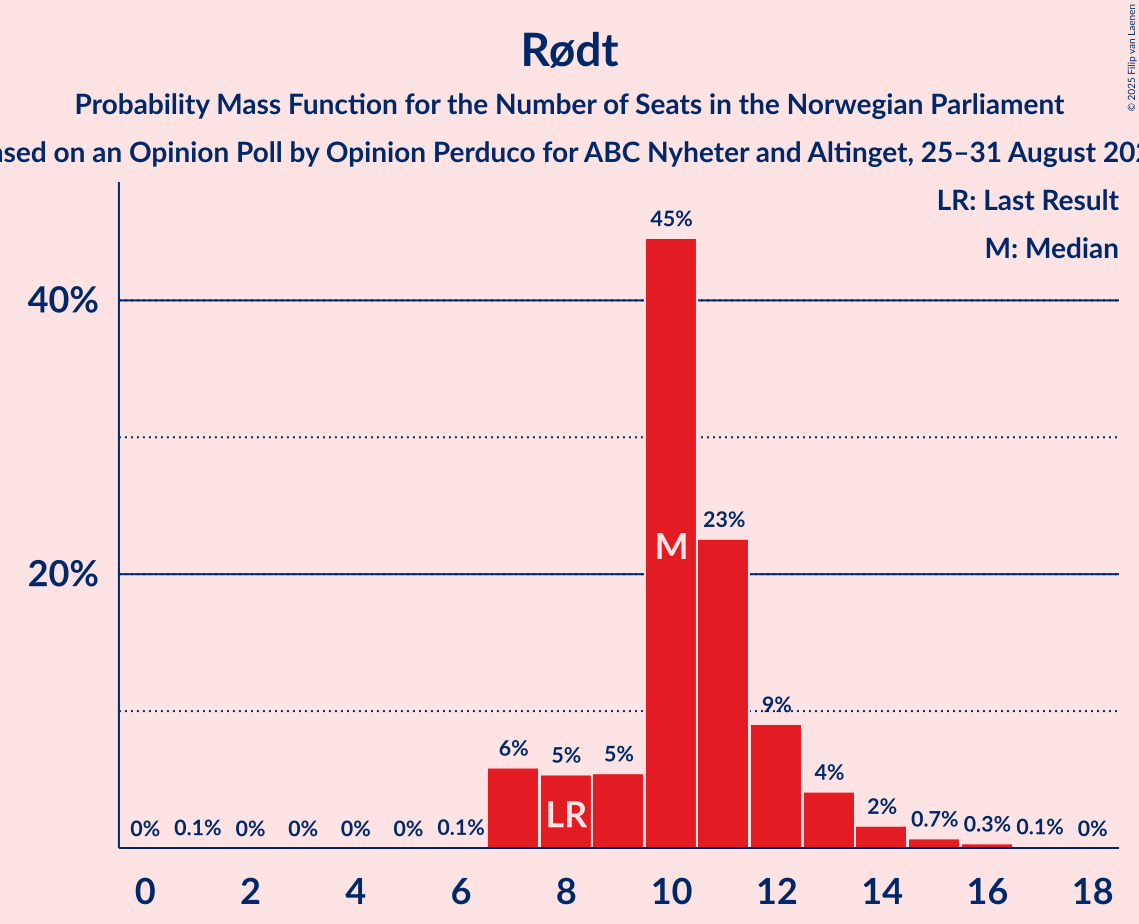 © 2025 Filip van Laenen
Rødt
Probability Mass Function for the Number of Seats in the Norwegian Parliament
on an Opinion Poll by Opinion Perduco for ABC Nyheter and Altinget, 25–31 August
LR: Last Result
M: Median
45%
40%
23%
M
20%
9%
6% 5% 5% 4%
LR
2%
0% 0.1% 0% 0% 0% 0% 0.1% 0.7% 0.3% 0.1% 0%
0 2 4 6 8 10 12 14 16 18